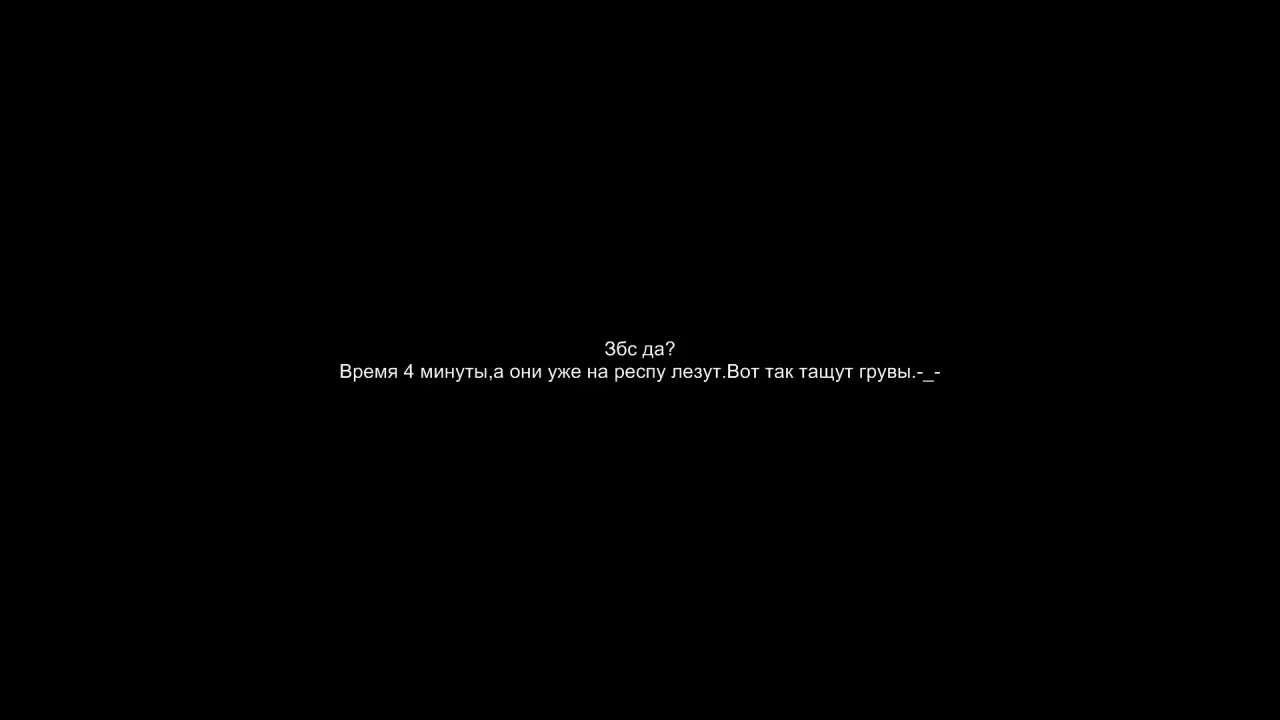 Збс да?
Время 4 минуты,а они уже на респу лезут.Вот так тащут грувы.-_-